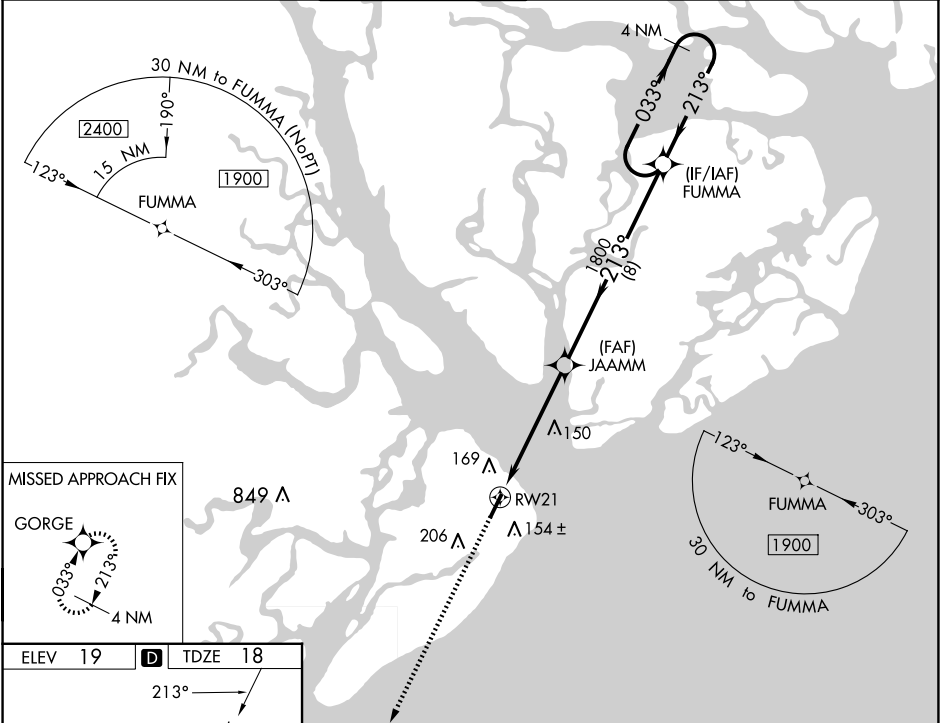 4 NM
033°
213°
(IF/IAF)
FUMMA
30 NM to FUMMA (NoPT)
2400
190°
15 NM
123°
1900
FUMMA
303°
1800
213°
(8)
(FAF)
JAAMM
150
169
RW21
154 ±
206
849
123°
FUMMA
303°
1900
30 NM to FUMMA
MISSED APPROACH FIX
GORGE
033°
213°
4 NM
ELEV 19 D TDZE 18
213°